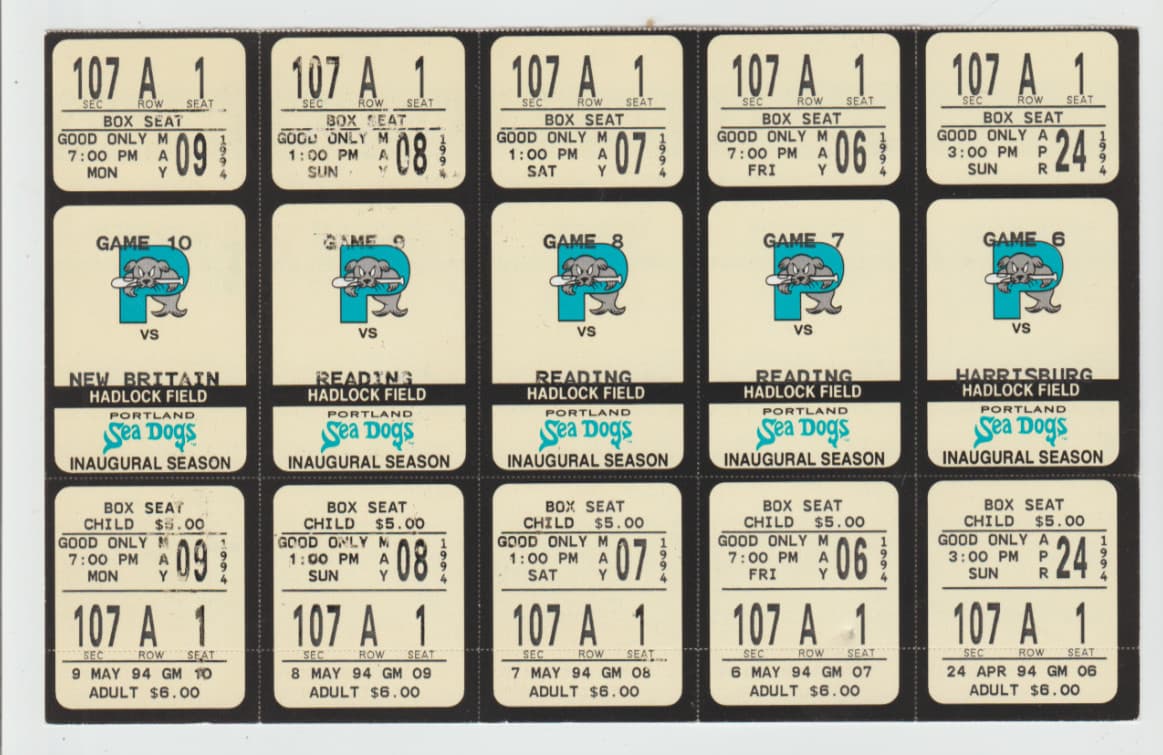 107 A 1
SEC ROW SEAT
BOX SEAT
GOOD ONLY MAY 09 1994
7:00 PM
MON
GAME 10
P
VS
NEW BRITAIN
HADLOCK FIELD
PORTLAND
Sea Dogs
INAUGURAL SEASON
BOX SEAT
CHILD $5.00
GOOD ONLY MAY 09 1994
7:00 PM
MON
107 A 1
SEC ROW SEAT
9 MAY 94 GM 10
ADULT $6.00
107 A 1
SEC ROW SEAT
BOX SEAT
GOOD ONLY MAY 08 1994
1:00 PM
SUN
GAME 9
P
VS
READING
HADLOCK FIELD
PORTLAND
Sea Dogs
INAUGURAL SEASON
BOX SEAT
CHILD $5.00
GOOD ONLY MAY 08 1994
1:00 PM
SUN
107 A 1
SEC ROW SEAT
8 MAY 94 GM 09
ADULT $6.00
107 A 1
SEC ROW SEAT
BOX SEAT
GOOD ONLY MAY 07 1994
1:00 PM
SAT
GAME 8
P
VS
READING
HADLOCK FIELD
PORTLAND
Sea Dogs
INAUGURAL SEASON
BOX SEAT
CHILD $5.00
GOOD ONLY MAY 07 1994
1:00 PM
SAT
107 A 1
SEC ROW SEAT
7 MAY 94 GM 08
ADULT $6.00
107 A 1
SEC ROW SEAT
BOX SEAT
GOOD ONLY MAY 06 1994
7:00 PM
FRI
GAME 7
P
VS
READING
HADLOCK FIELD
PORTLAND
Sea Dogs
INAUGURAL SEASON
BOX SEAT
CHILD $5.00
GOOD ONLY MAY 06 1994
7:00 PM
FRI
107 A 1
SEC ROW SEAT
6 MAY 94 GM 07
ADULT $6.00
107 A 1
SEC ROW SEAT
BOX SEAT
GOOD ONLY APR 24 1994
3:00 PM
SUN
GAME 6
P
VS
HARRISBURG
HADLOCK FIELD
PORTLAND
Sea Dogs
INAUGURAL SEASON
BOX SEAT
CHILD $5.00
GOOD ONLY APR 24 1994
3:00 PM
SUN
107 A 1
SEC ROW SEAT
24 APR 94 GM 06
ADULT $6.00